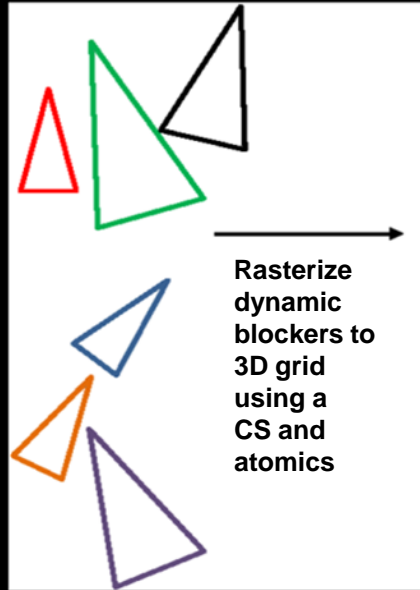 Rasterize
dynamic
blockers to
3D grid
using a
CS and
atomics